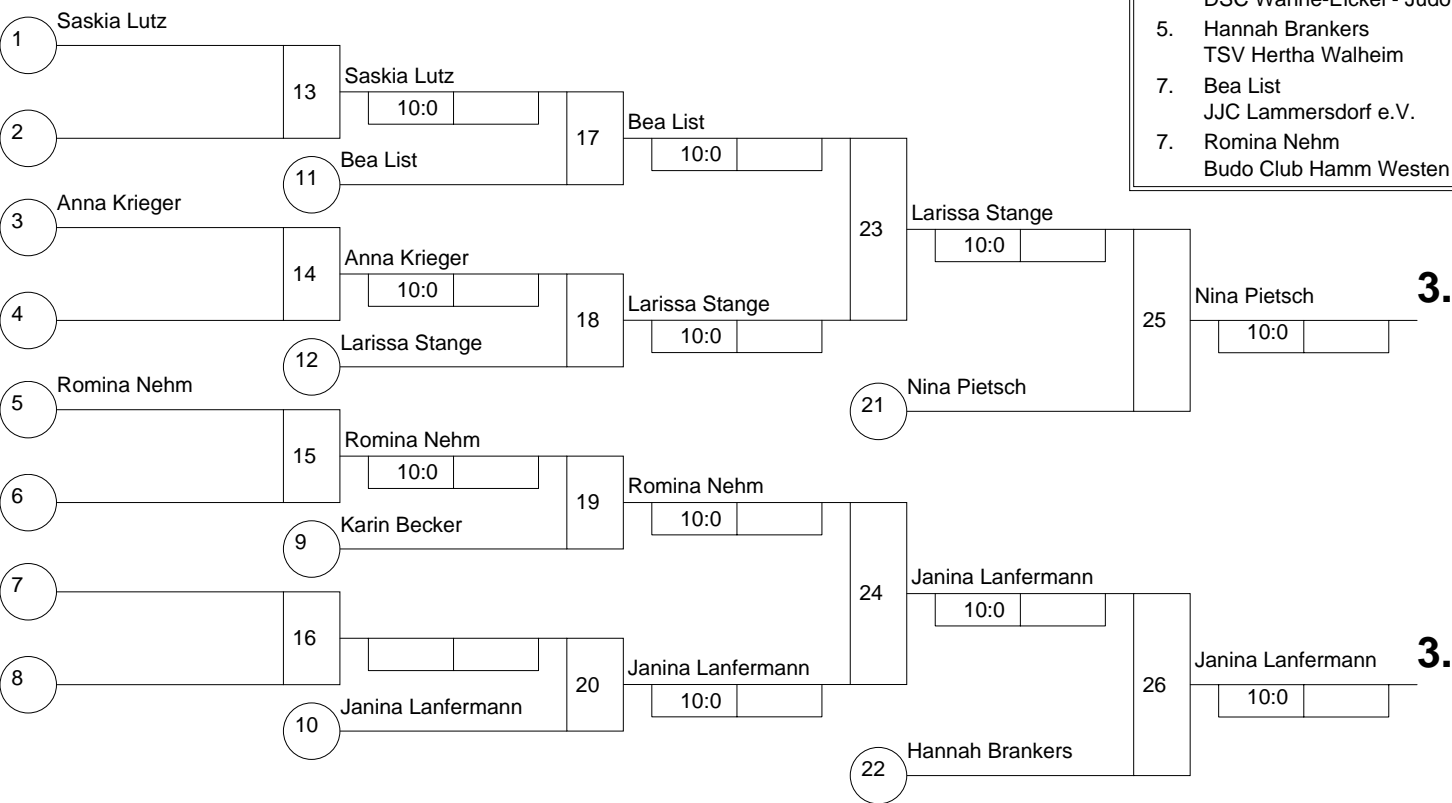 DSC Wanne-Eickel - Judo
5. Hannah Brankers
TSV Hertha Walheim
7. Bea List
JJC Lammersdorf e.V.
7. Romina Nehm
Budo Club Hamm Westen
1 Saskia Lutz
13 Saskia Lutz
10:0
2
17 Bea List
10:0
11 Bea List
3 Anna Krieger
23 Larissa Stange
10:0
14 Anna Krieger
10:0
4
18 Larissa Stange
10:0
12 Larissa Stange
25 Nina Pietsch 3.
10:0
5 Romina Nehm
21 Nina Pietsch
15 Romina Nehm
10:0
6
19 Romina Nehm
10:0
9 Karin Becker
7
24 Janina Lanfermann
10:0
16
8
20 Janina Lanfermann
10:0
10 Janina Lanfermann
26 Janina Lanfermann 3.
10:0
22 Hannah Brankers